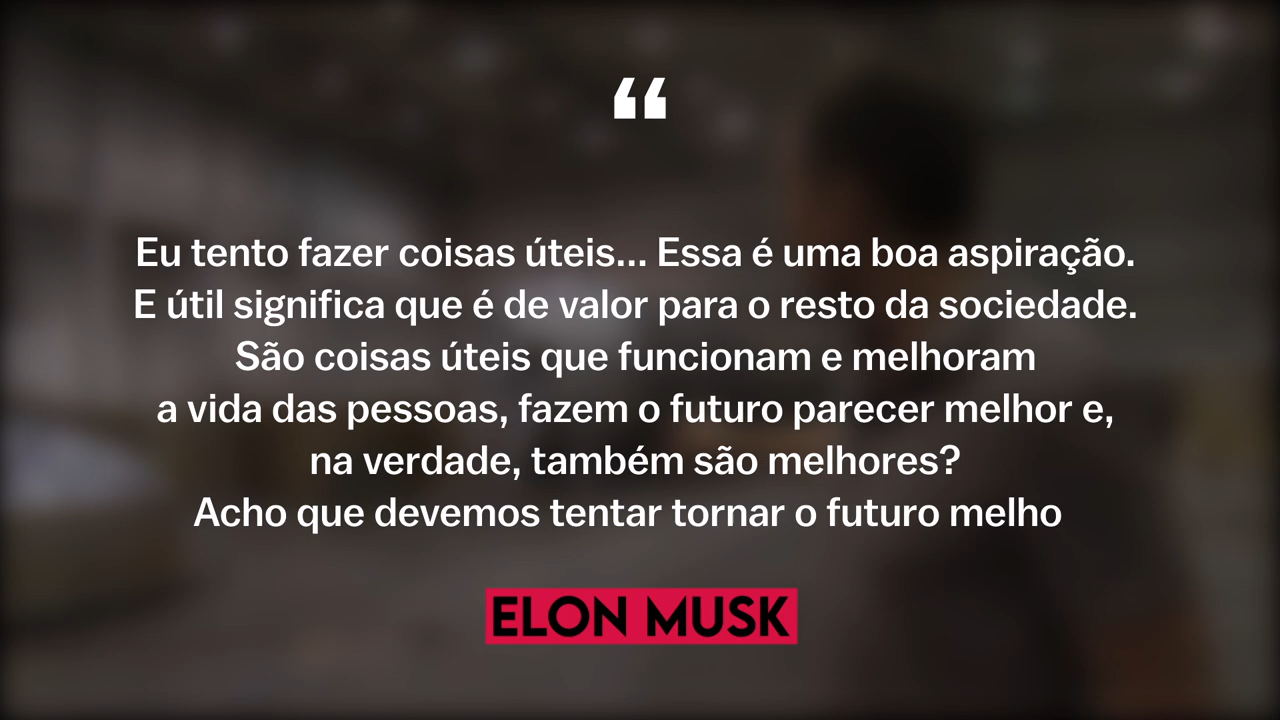 “
Eu tento fazer coisas úteis... Essa é uma boa aspiração.
E útil significa que é de valor para o resto da sociedade.
São coisas úteis que funcionam e melhoram
a vida das pessoas, fazem o futuro parecer melhor e,
na verdade, também são melhores?
Acho que devemos tentar tornar o futuro melho
ELON MUSK